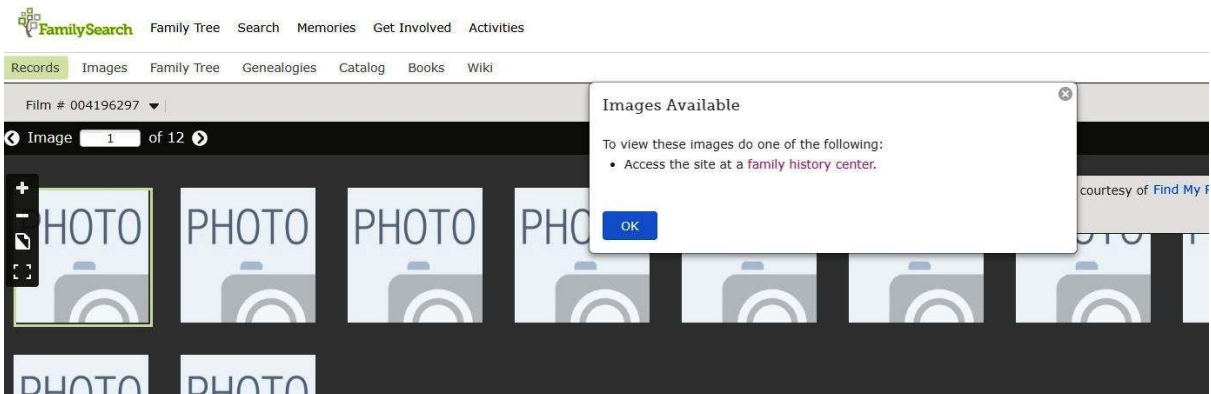 FamilySearch Family Tree Search Memories Get Involved Activities
Records Images Family Tree Genealogies Catalog Books Wiki
Film # 004196297
Image 1 of 12
Images Available
To view these images do one of the following:
• Access the site at a family history center.
OK
courtesy of Find My
PHOTO PHOTO PHOTO
PHOTO PHOTO